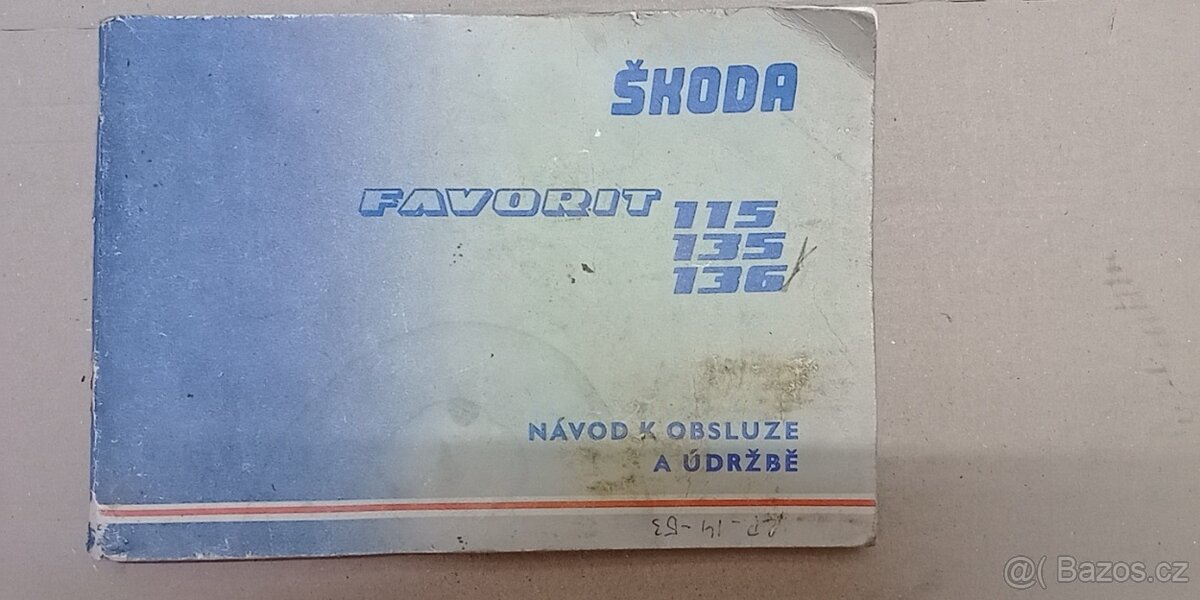 ŠKODA
FAVORIT 115
135
136
NÁVOD K OBSLUZE
A ÚDRŽBĚ
@( Bazos.cz